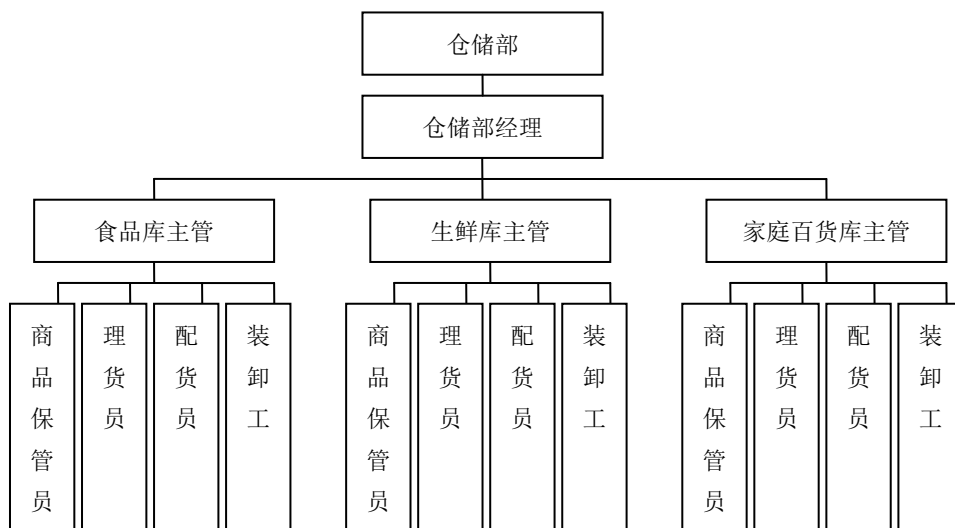 仓储部
仓储部经理
食品库主管
生鲜库主管
家庭百货库主管
商品保管员
理货员
配货员
装卸工
商品保管员
理货员
配货员
装卸工
商品保管员
理货员
配货员
装卸工